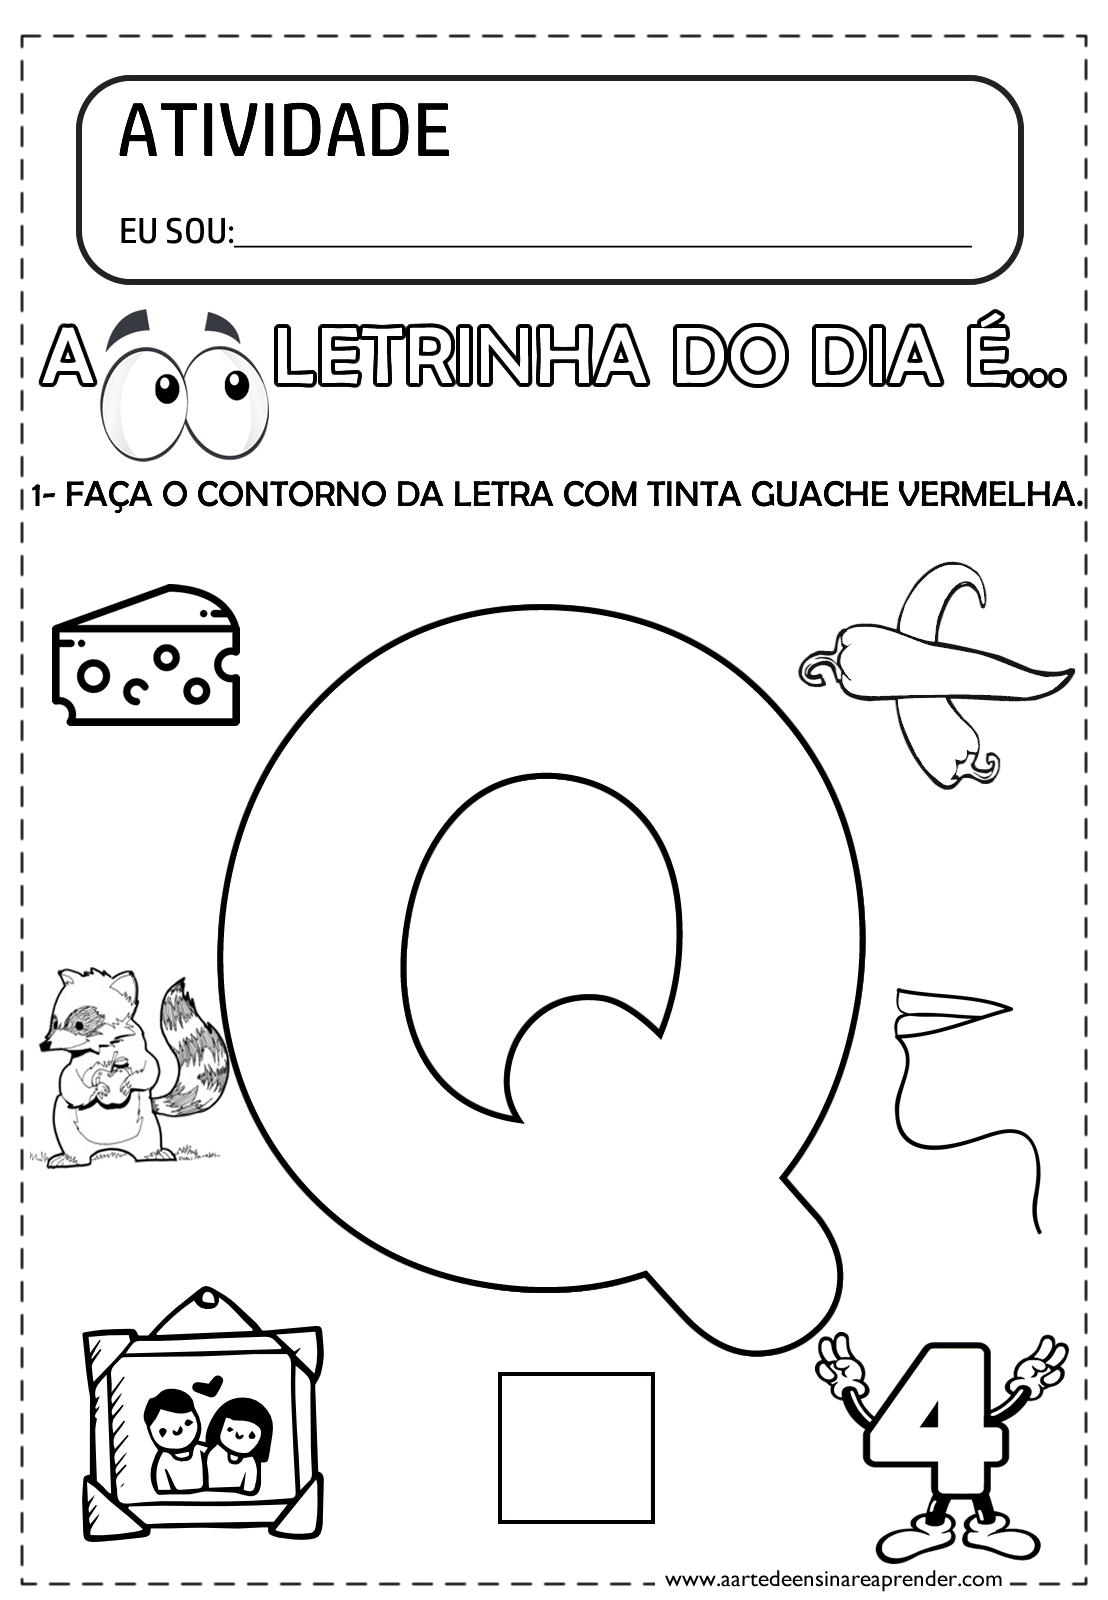 ATIVIDADE
EU SOU:
A LETRINHA DO DIA É...
1- FAÇA O CONTORNO DA LETRA COM TINTA GUACHE VERMELHA.
Q
4
www.aartedeensinareaprender.com